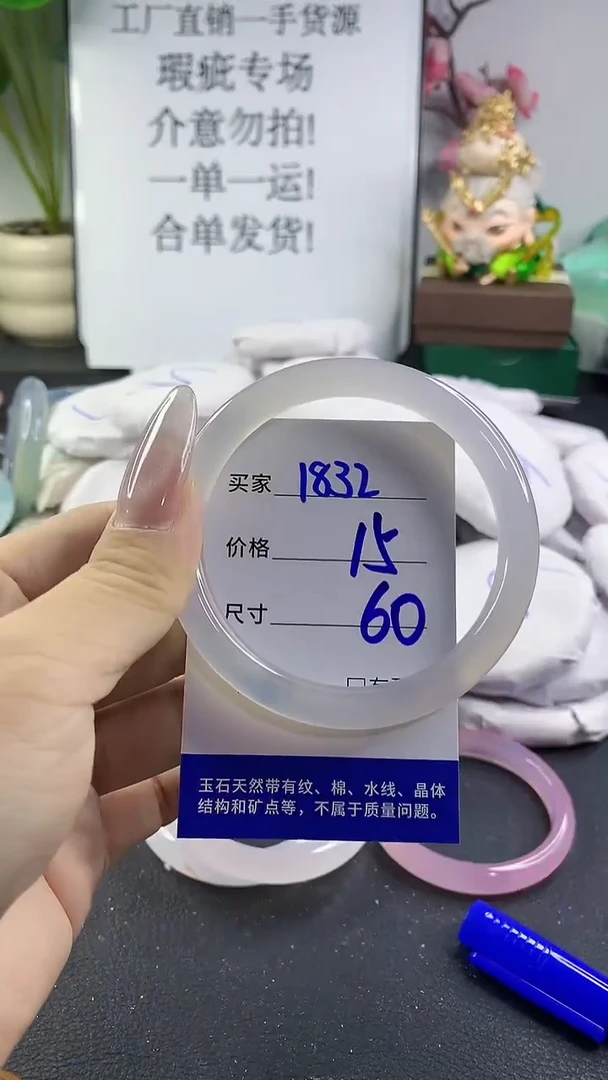 工厂直销一手货源
瑕疵专场
介意勿拍!
一单一运!
合单发货!
买家 1832
价格 15
尺寸 60
玉石天然带有纹、棉、水线、晶体
结构和矿点等，不属于质量问题。